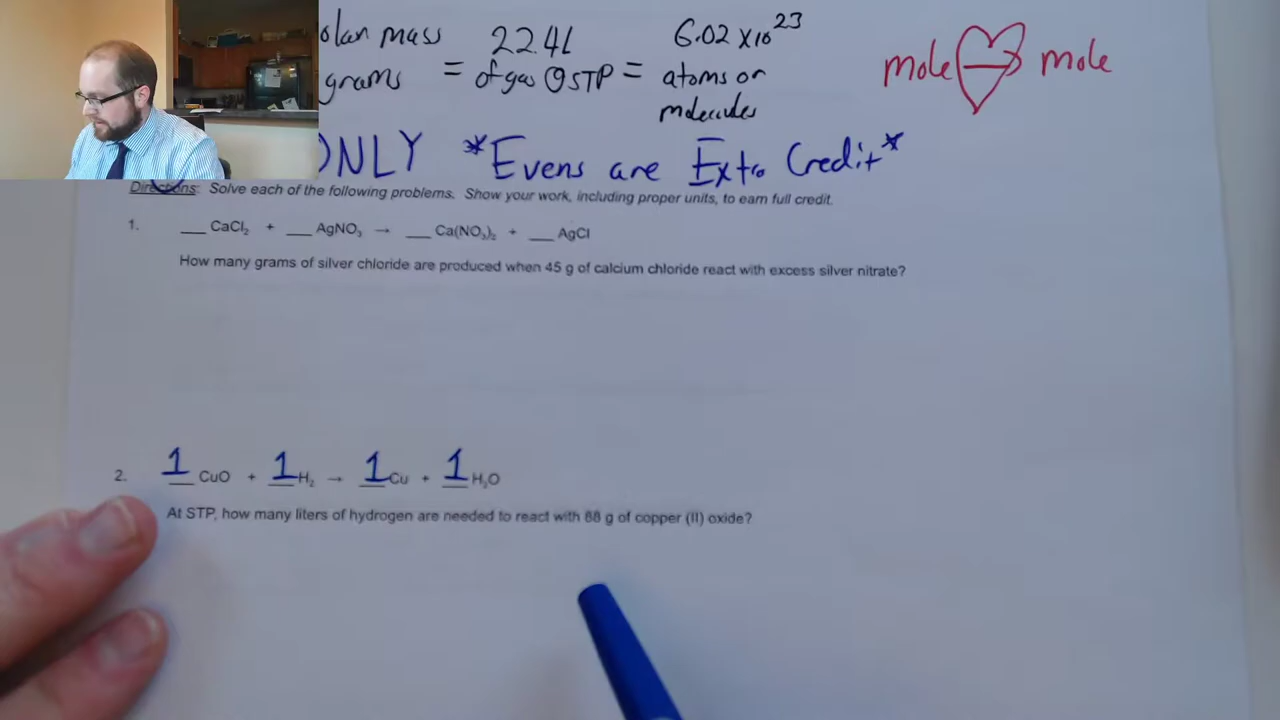 olar mass = 22.4L = 6.02 x 10²³
grams of gas @ STP atoms or
molecules
mole → mole
ONLY *Evens are Extra Credit*
Directions: Solve each of the following problems. Show your work, including proper units, to earn full credit.
1. ___ CaCl₂ + ___ AgNO₃ → ___ Ca(NO₃)₂ + ___ AgCl
How many grams of silver chloride are produced when 45 g of calcium chloride react with excess silver nitrate?
2. 1 CuO + 1 H₂ → 1 Cu + 1 H₂O
At STP, how many liters of hydrogen are needed to react with 88 g of copper (II) oxide?